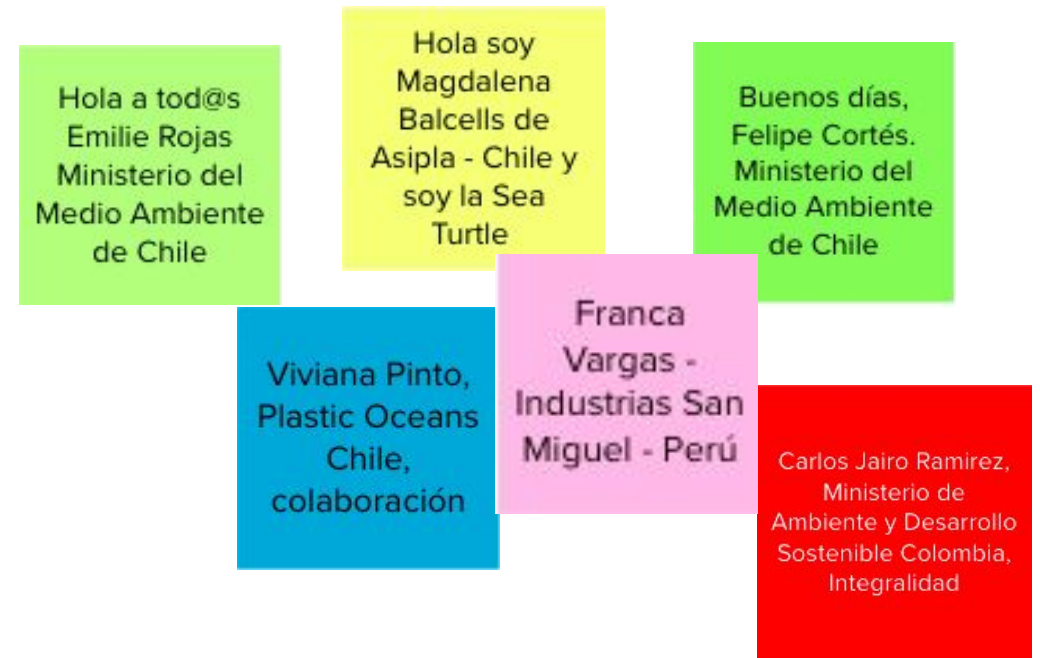 Hola a tod@s
Emilie Rojas
Ministerio del
Medio Ambiente
de Chile
Hola soy
Magdalena
Balcells de
Asipla - Chile y
soy la Sea
Turtle
Buenos días,
Felipe Cortés.
Ministerio del
Medio Ambiente
de Chile
Viviana Pinto,
Plastic Oceans
Chile,
colaboración
Franca
Vargas -
Industrias San
Miguel - Perú
Carlos Jairo Ramirez,
Ministerio de
Ambiente y Desarrollo
Sostenible Colombia,
Integralidad